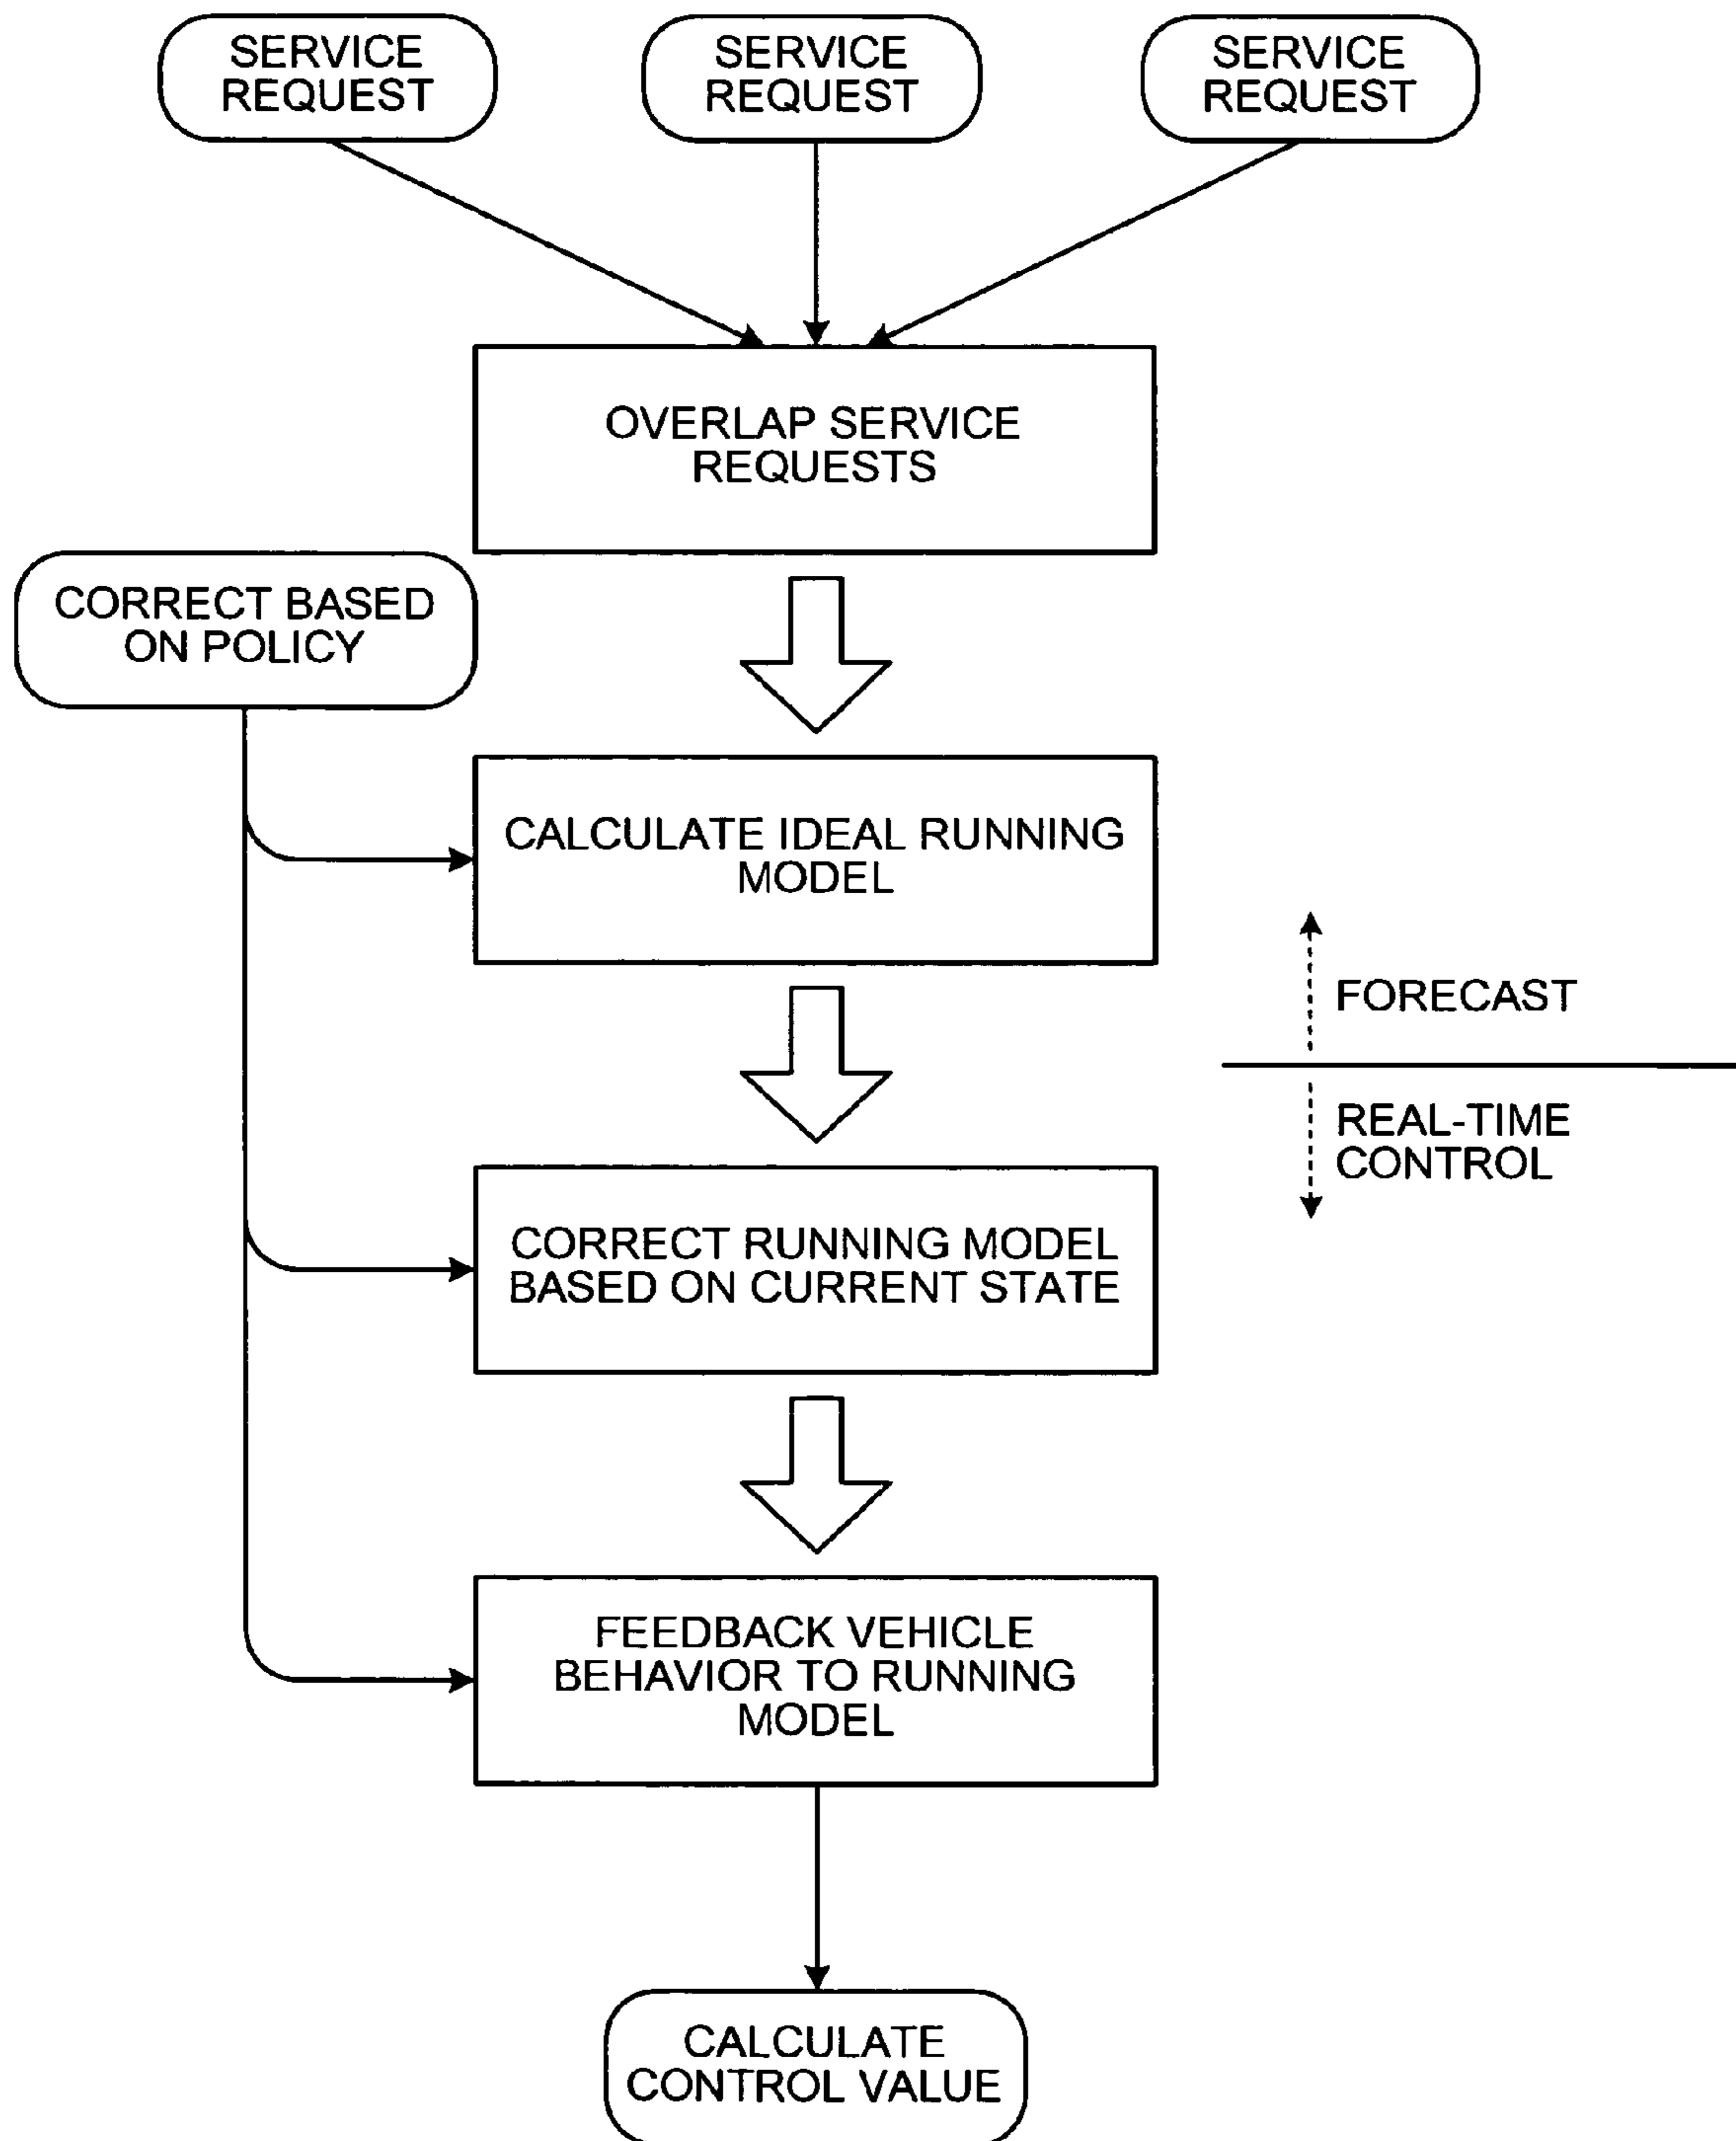 SERVICE
REQUEST
SERVICE
REQUEST
SERVICE
REQUEST
OVERLAP SERVICE
REQUESTS
CORRECT BASED
ON POLICY
CALCULATE IDEAL RUNNING
MODEL
FORECAST
REAL-TIME
CONTROL
CORRECT RUNNING MODEL
BASED ON CURRENT STATE
FEEDBACK VEHICLE
BEHAVIOR TO RUNNING
MODEL
CALCULATE
CONTROL VALUE